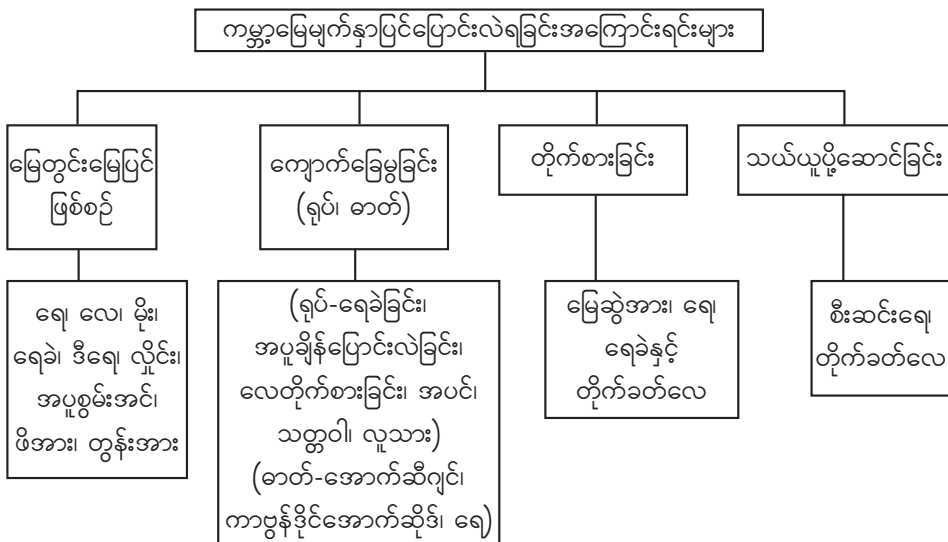 ကမ္ဘာ့မြေမျက်နှာပြင်ပြောင်းလဲရခြင်းအကြောင်းရင်းများ
မြေတွင်းမြေပြင်
ဖြစ်စဉ်
ကျောက်ခြေမွခြင်း
(ရုပ်၊ ဓာတ်)
တိုက်စားခြင်း
သယ်ယူပို့ဆောင်ခြင်း
ရေ၊ လေ၊ မိုး၊
ရေခဲ၊ ဒီရေ၊ လှိုင်း၊
အပူစွမ်းအင်၊
ဖိအား၊ တွန်းအား
(ရုပ်-ရေခဲခြင်း၊
အပူချိန်ပြောင်းလဲခြင်း၊
လေတိုက်စားခြင်း၊ အပင်၊
သတ္တဝါ၊ လူသား)
(ဓာတ်-အောက်ဆီဂျင်၊
ကာဗွန်ဒိုင်အောက်ဆိုဒ်၊ ရေ)
မြေဆွဲအား၊ ရေ၊
ရေခဲနှင့်
တိုက်ခတ်လေ
စီးဆင်းရေ၊
တိုက်ခတ်လေ